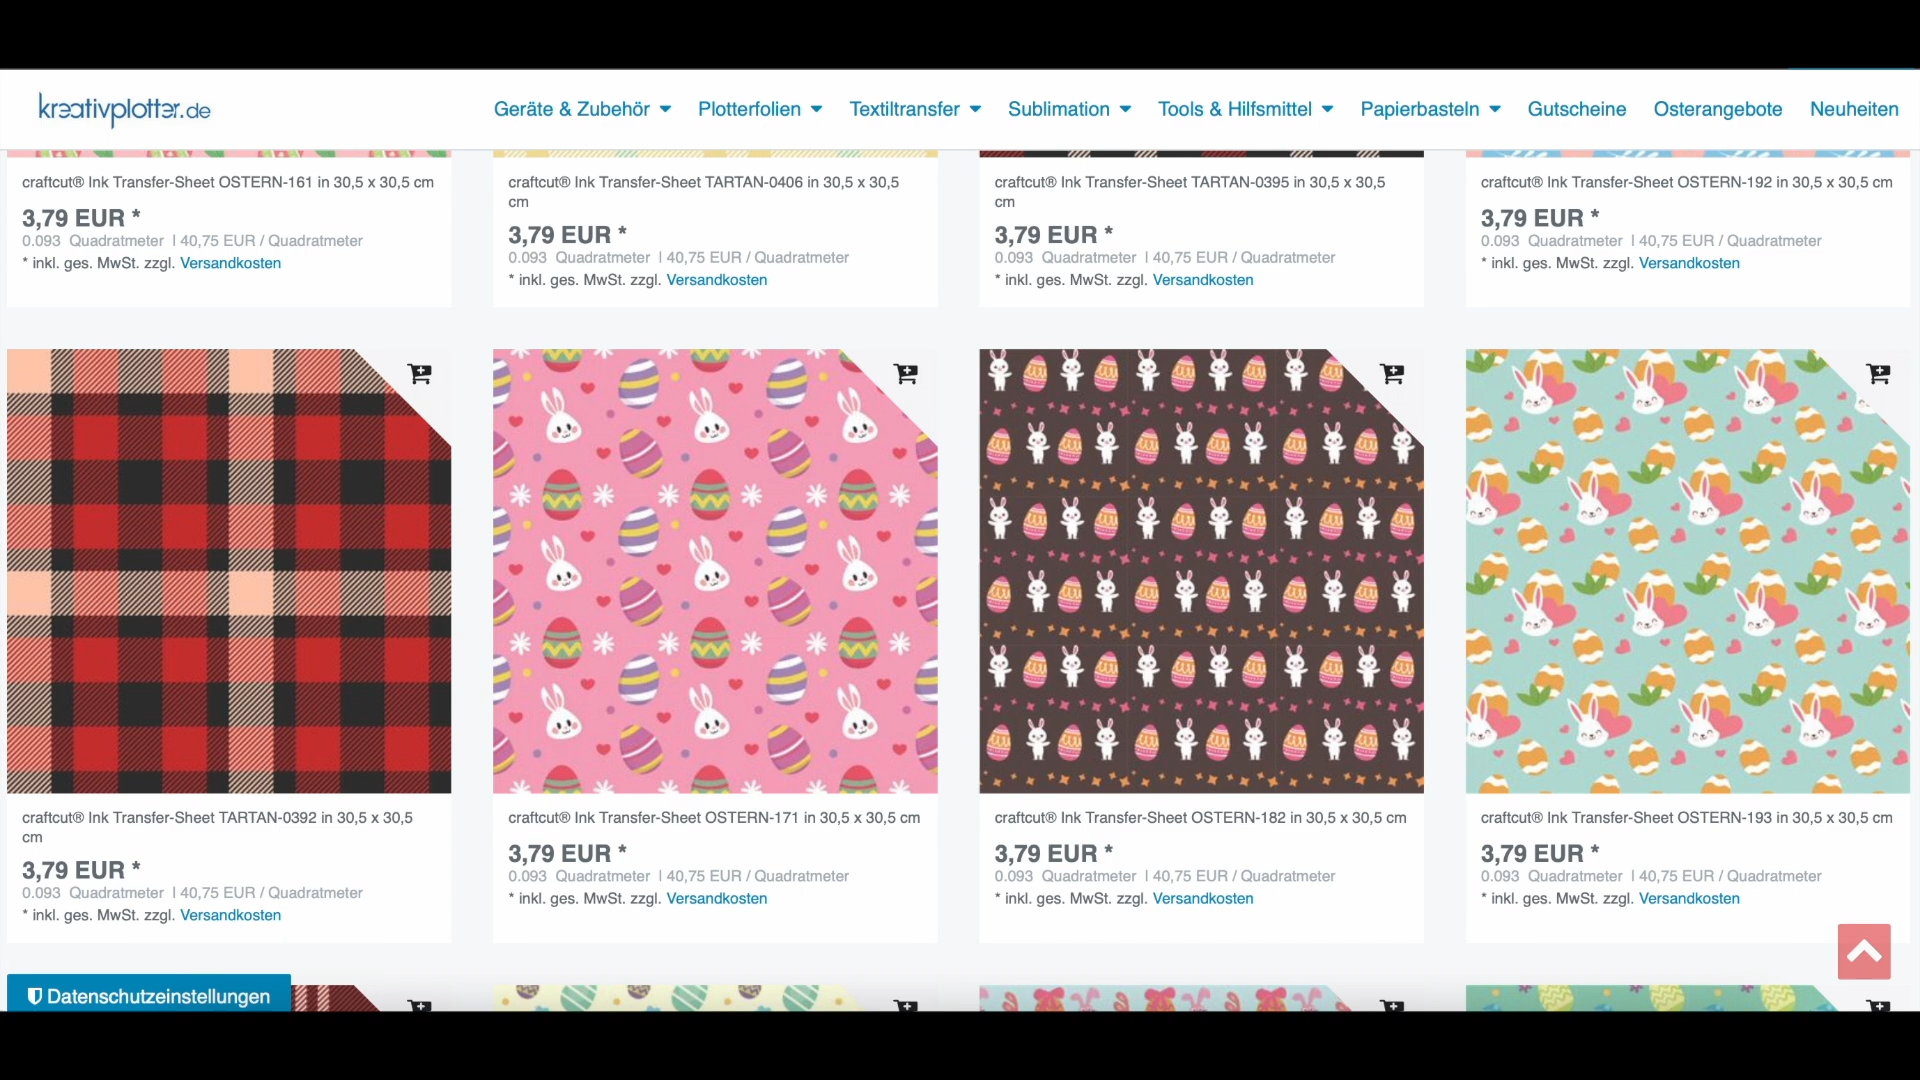 kreativplotter.de
Geräte & Zubehör Plotterfolien Textiltransfer Sublimation Tools & Hilfsmittel Papierbasteln Gutscheine Osterangebote Neuheiten
craftcut® Ink Transfer-Sheet OSTERN-161 in 30,5 x 30,5 cm
3,79 EUR *
0.093 Quadratmeter | 40,75 EUR / Quadratmeter
* inkl. ges. MwSt. zzgl. Versandkosten
craftcut® Ink Transfer-Sheet TARTAN-0406 in 30,5 x 30,5
cm
3,79 EUR *
0.093 Quadratmeter | 40,75 EUR / Quadratmeter
* inkl. ges. MwSt. zzgl. Versandkosten
craftcut® Ink Transfer-Sheet TARTAN-0395 in 30,5 x 30,5
cm
3,79 EUR *
0.093 Quadratmeter | 40,75 EUR / Quadratmeter
* inkl. ges. MwSt. zzgl. Versandkosten
craftcut® Ink Transfer-Sheet OSTERN-192 in 30,5 x 30,5 cm
3,79 EUR *
0.093 Quadratmeter | 40,75 EUR / Quadratmeter
* inkl. ges. MwSt. zzgl. Versandkosten
craftcut® Ink Transfer-Sheet TARTAN-0392 in 30,5 x 30,5
cm
3,79 EUR *
0.093 Quadratmeter | 40,75 EUR / Quadratmeter
* inkl. ges. MwSt. zzgl. Versandkosten
craftcut® Ink Transfer-Sheet OSTERN-171 in 30,5 x 30,5 cm
3,79 EUR *
0.093 Quadratmeter | 40,75 EUR / Quadratmeter
* inkl. ges. MwSt. zzgl. Versandkosten
craftcut® Ink Transfer-Sheet OSTERN-182 in 30,5 x 30,5 cm
3,79 EUR *
0.093 Quadratmeter | 40,75 EUR / Quadratmeter
* inkl. ges. MwSt. zzgl. Versandkosten
craftcut® Ink Transfer-Sheet OSTERN-193 in 30,5 x 30,5 cm
3,79 EUR *
0.093 Quadratmeter | 40,75 EUR / Quadratmeter
* inkl. ges. MwSt. zzgl. Versandkosten
Datenschutzeinstellungen